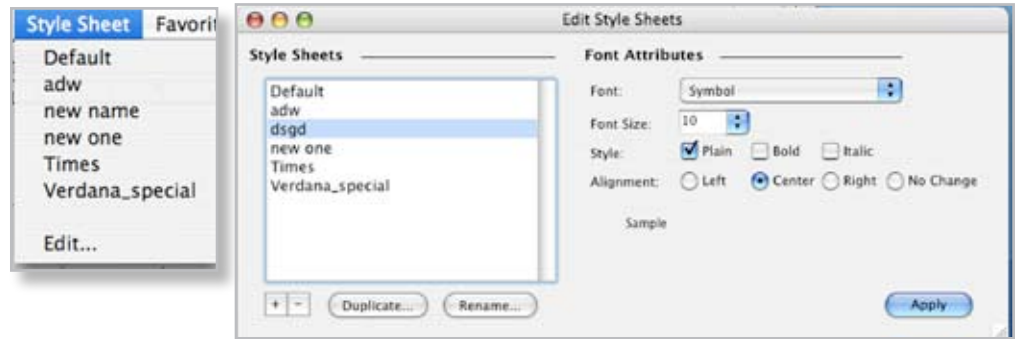 Style Sheet Favorit
Default
adw
new name
new one
Times
Verdana_special
Edit...
Edit Style Sheets
Style Sheets
Default
adw
dsgd
new one
Times
Verdana_special
+ - Duplicate... Rename...
Font Attributes
Font: Symbol
Font Size: 10
Style: Plain Bold Italic
Alignment: Left Center Right No Change
Sample
Apply